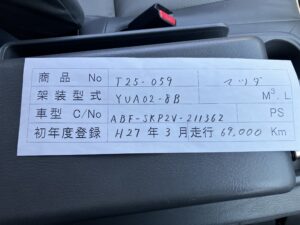 商品 No T25-059 マツダ
架装型式 YUA02-8B M³, L
車型 C/No ABF-SKP2V-211362 PS
初年度登録 H27年 3月走行 69,000 Km